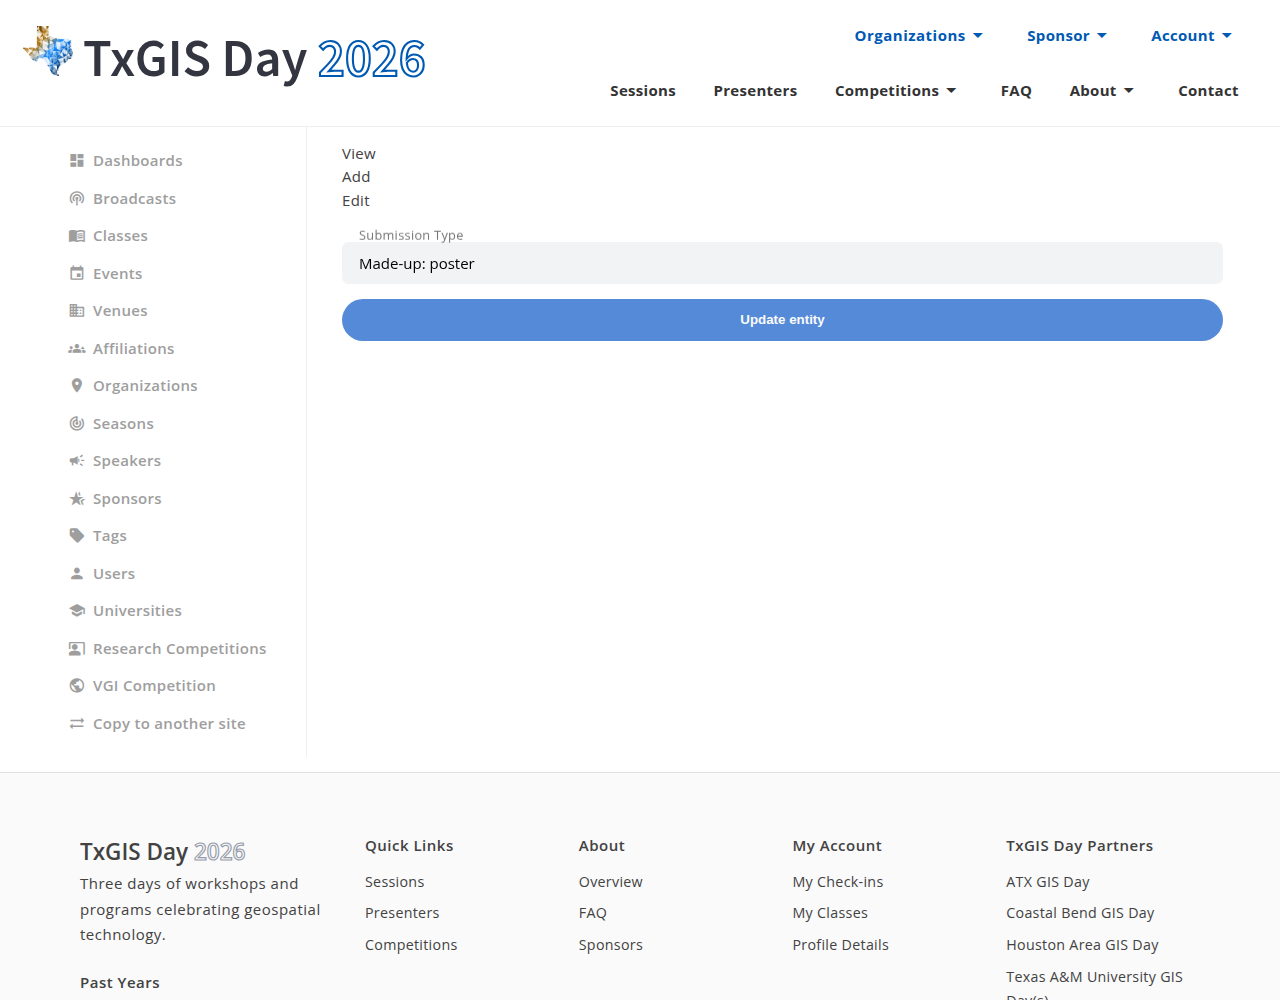 TxGIS Day 2026
Organizations
Sponsor
Account
Sessions
Presenters
Competitions
FAQ
About
Contact
Dashboards
Broadcasts
Classes
Events
Venues
Affiliations
Organizations
Seasons
Speakers
Sponsors
Tags
Users
Universities
Research Competitions
VGI Competition
Copy to another site
View
Add
Edit
Submission Type
Made-up: poster
Update entity
TxGIS Day 2026
Three days of workshops and
programs celebrating geospatial
technology.
Past Years
Quick Links
Sessions
Presenters
Competitions
About
Overview
FAQ
Sponsors
My Account
My Check-ins
My Classes
Profile Details
TxGIS Day Partners
ATX GIS Day
Coastal Bend GIS Day
Houston Area GIS Day
Texas A&M University GIS
Day(s)